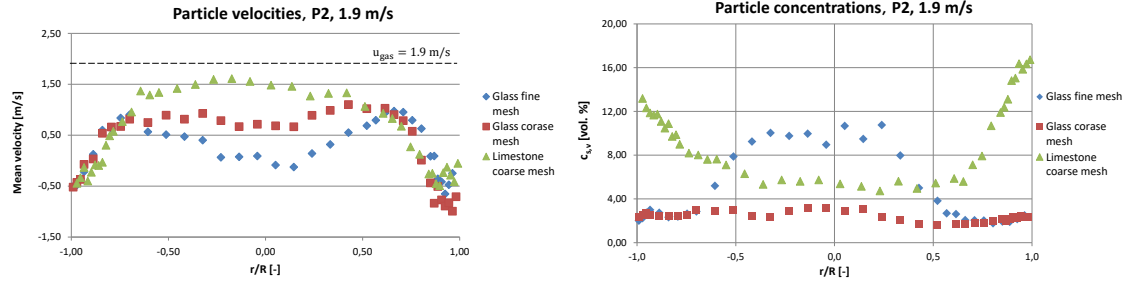 Particle velocities, P2, 1.9 m/s
2,50
1,50
0,50
-0,50
-1,50
Mean velocity [m/s]
u_gas = 1.9 m/s
-1,00
-0,50
0,00
0,50
1,00
r/R [-]
Glass fine
mesh
Glass corase
mesh
Limestone
coarse mesh
Particle concentrations, P2, 1.9 m/s
20,00
16,00
12,00
8,00
4,00
0,00
c_s,v [vol. %]
-1,0
-0,5
0,0
0,5
1,0
r/R [-]
Glass fine mesh
Glass corase
mesh
Limestone
coarse mesh